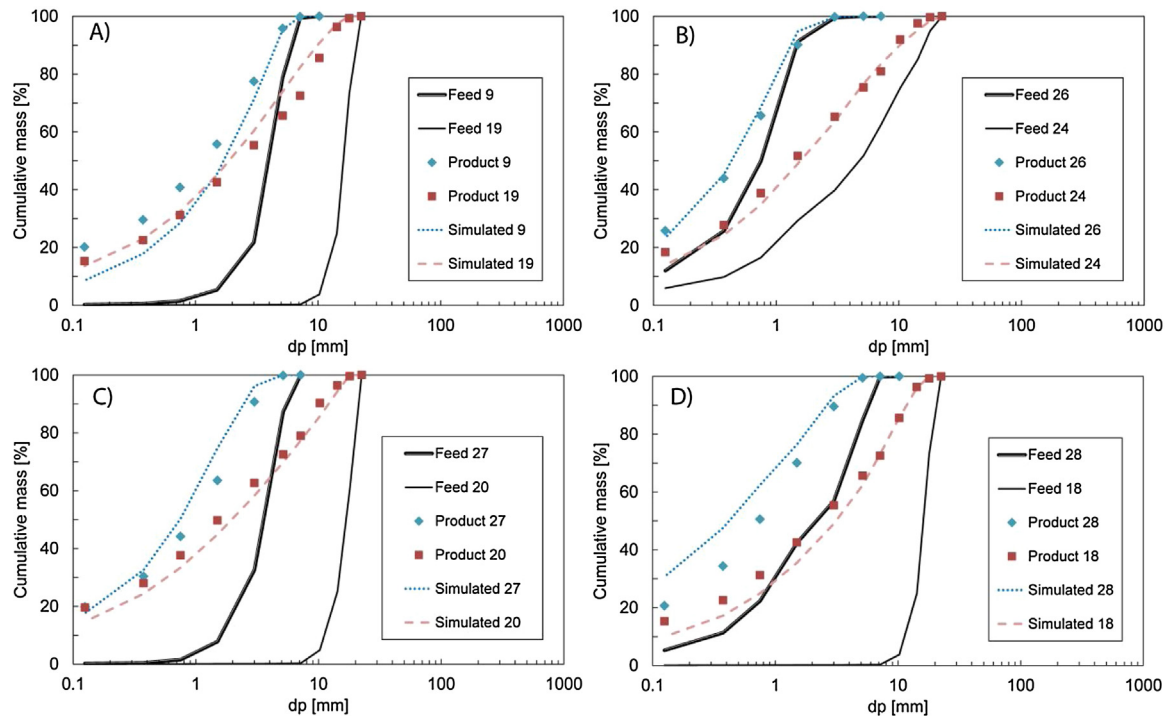 A)
Cumulative mass [%]
100
80
60
40
20
0
0.1 1 10 100 1000
dp [mm]
Feed 9
Feed 19
Product 9
Product 19
Simulated 9
Simulated 19
B)
Cumulative mass [%]
100
80
60
40
20
0
0.1 1 10 100 1000
dp [mm]
Feed 26
Feed 24
Product 26
Product 24
Simulated 26
Simulated 24
C)
Cumulative mass [%]
100
80
60
40
20
0
0.1 1 10 100 1000
dp [mm]
Feed 27
Feed 20
Product 27
Product 20
Simulated 27
Simulated 20
D)
Cumulative mass [%]
100
80
60
40
20
0
0.1 1 10 100 1000
dp [mm]
Feed 28
Feed 18
Product 28
Product 18
Simulated 28
Simulated 18